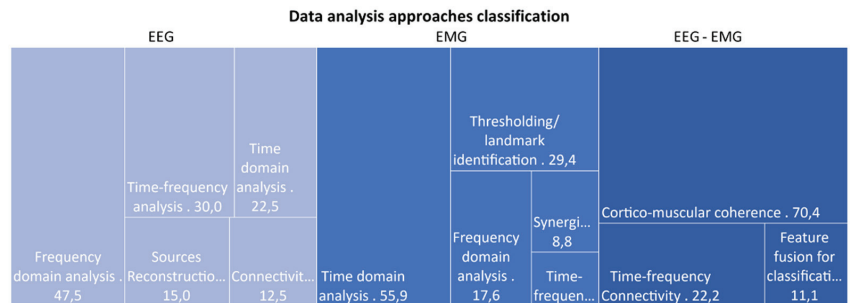 Data analysis approaches classification
EEG
EMG
EEG - EMG
Frequency
domain analysis .
47,5
Time-frequency
analysis . 30,0
Time
domain
analysis .
22,5
Sources
Reconstructio...
15,0
Connectivit...
12,5
Time domain
analysis . 55,9
Thresholding/
landmark
identification . 29,4
Frequency
domain
analysis .
17,6
Synergi...
8,8
Time-
frequen...
Cortico-muscular coherence . 70,4
Time-frequency
Connectivity . 22,2
Feature
fusion for
classificati...
11,1